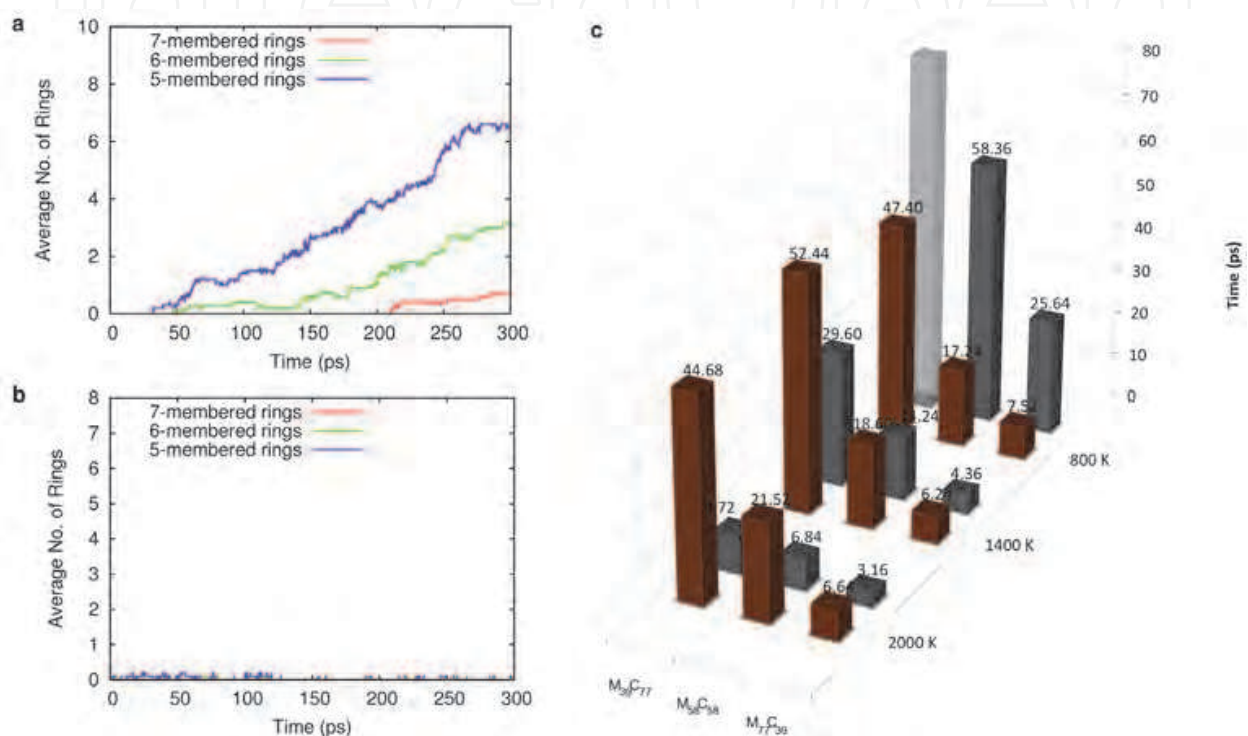 a
10
8
6
4
2
0
Average No. of Rings
7-membered rings
6-membered rings
5-membered rings
0 50 100 150 200 250 300
Time (ps)
b
8
7
6
5
4
3
2
1
0
Average No. of Rings
7-membered rings
6-membered rings
5-membered rings
0 50 100 150 200 250 300
Time (ps)
c
80
70
60
50
40
30
20
10
0
Time (ps)
58.36
47.40
25.64
52.44
17.24
29.60
44.68
4.36
21.52
6.84
3.16
800 K
1400 K
2000 K
M₅₈C₅₈